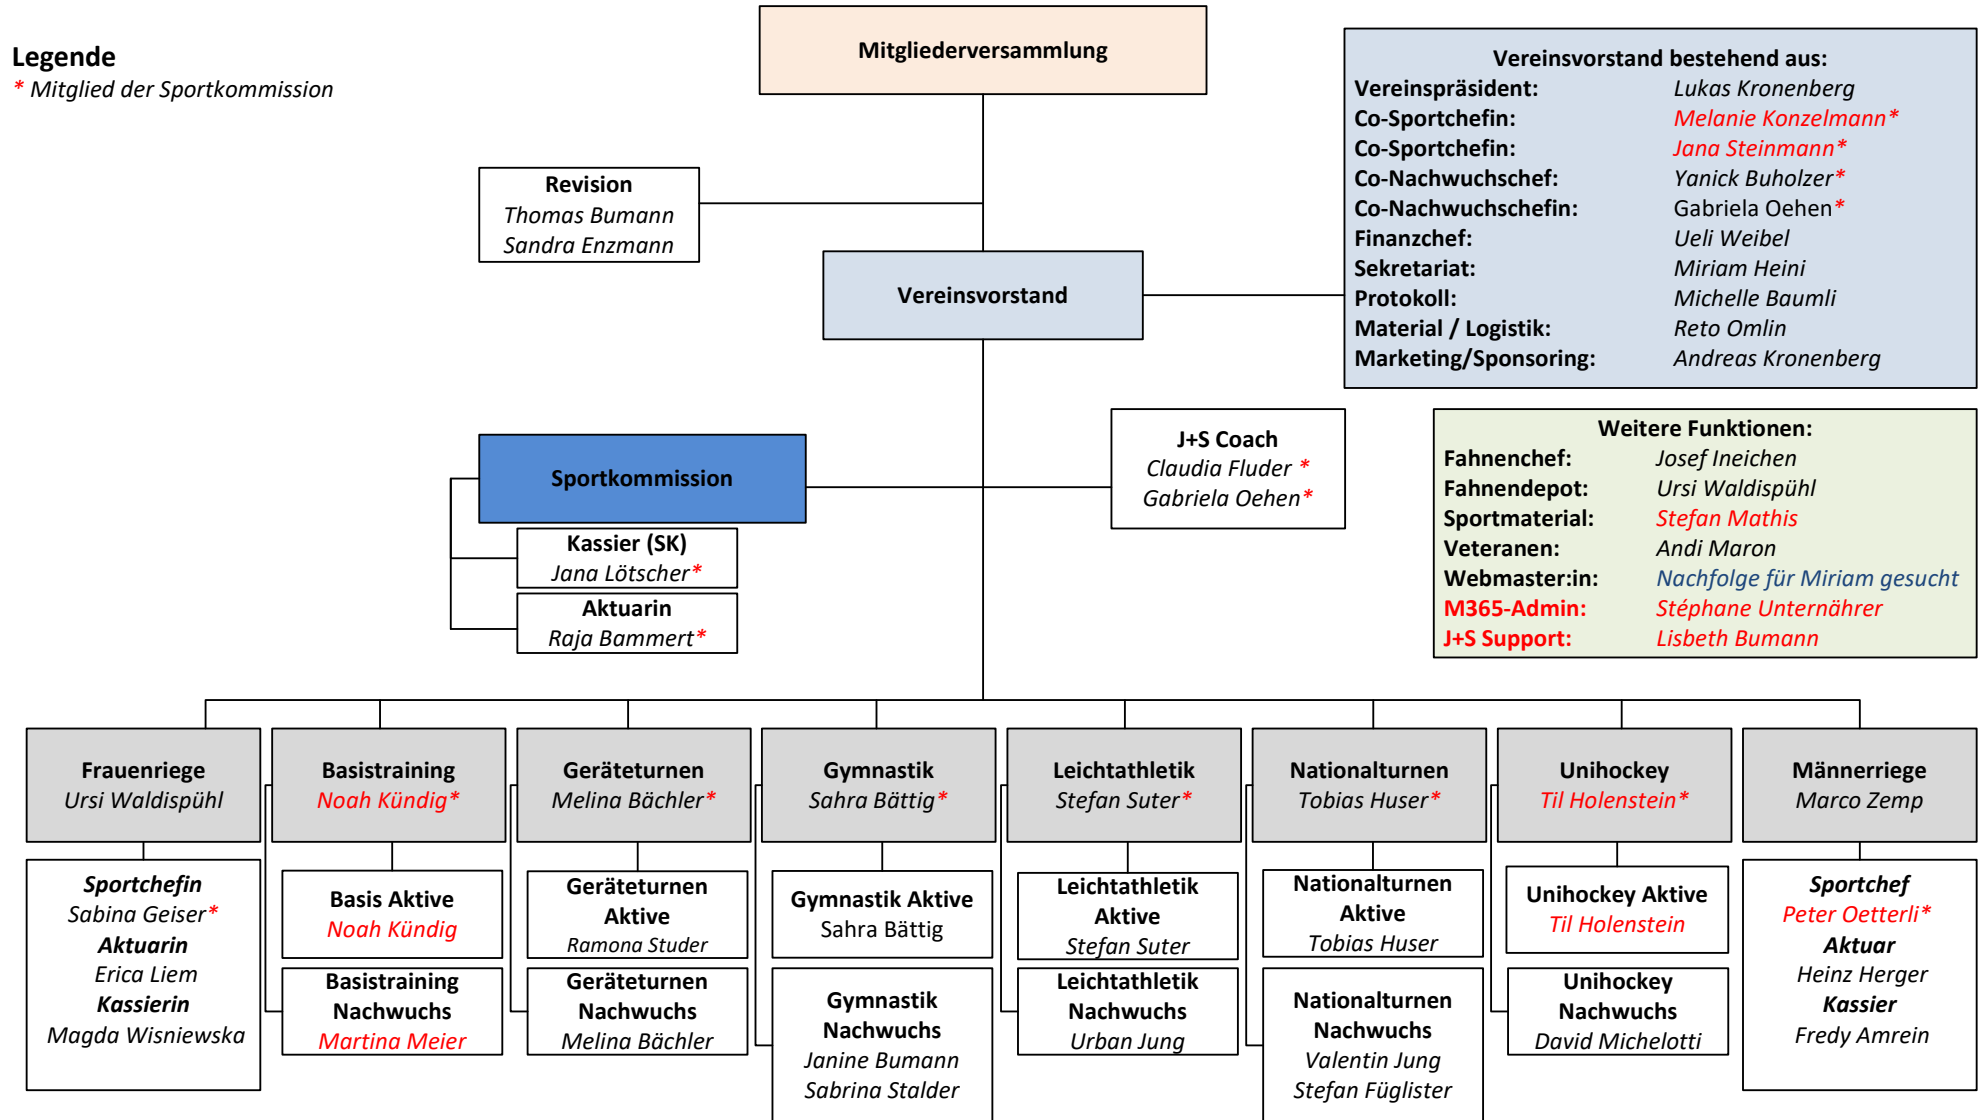 Legende
* Mitglied der Sportkommission
Mitgliederversammlung
Vereinsvorstand bestehend aus:
Vereinspräsident: Lukas Kronenberg
Co-Sportchefin: Melanie Konzelmann*
Co-Sportchefin: Jana Steinmann*
Co-Nachwuchschef: Yanick Buholzer*
Co-Nachwuchschefin: Gabriela Oehen*
Finanzchef: Ueli Weibel
Sekretariat: Miriam Heini
Protokoll: Michelle Baumli
Material / Logistik: Reto Omlin
Marketing/Sponsoring: Andreas Kronenberg
Revision
Thomas Bumann
Sandra Enzmann
Vereinsvorstand
Sportkommission
Kassier (SK)
Jana Lötscher*
Aktuarin
Raja Bammert*
J+S Coach
Claudia Fluder *
Gabriela Oehen*
Weitere Funktionen:
Fahnenchef: Josef Ineichen
Fahnendepot: Ursi Waldispühl
Sportmaterial: Stefan Mathis
Veteranen: Andi Maron
Webmaster:in: Nachfolge für Miriam gesucht
M365-Admin: Stéphane Unternährer
J+S Support: Lisbeth Bumann
Frauenriege
Ursi Waldispühl
Sportchefin
Sabina Geiser*
Aktuarin
Erica Liem
Kassierin
Magda Wisniewska
Basistraining
Noah Kündig*
Basis Aktive
Noah Kündig
Basistraining
Nachwuchs
Martina Meier
Geräteturnen
Melina Bächler*
Geräteturnen
Aktive
Ramona Studer
Geräteturnen
Nachwuchs
Melina Bächler
Gymnastik
Sahra Bättig*
Gymnastik Aktive
Sahra Bättig
Gymnastik
Nachwuchs
Janine Bumann
Sabrina Stalder
Leichtathletik
Stefan Suter*
Leichtathletik
Aktive
Stefan Suter
Leichtathletik
Nachwuchs
Urban Jung
Nationalturnen
Tobias Huser*
Nationalturnen
Aktive
Tobias Huser
Nationalturnen
Nachwuchs
Valentin Jung
Stefan Füglister
Unihockey
Til Holenstein*
Unihockey Aktive
Til Holenstein
Unihockey
Nachwuchs
David Michelotti
Männerriege
Marco Zemp
Sportchef
Peter Oetterli*
Aktuar
Heinz Herger
Kassier
Fredy Amrein